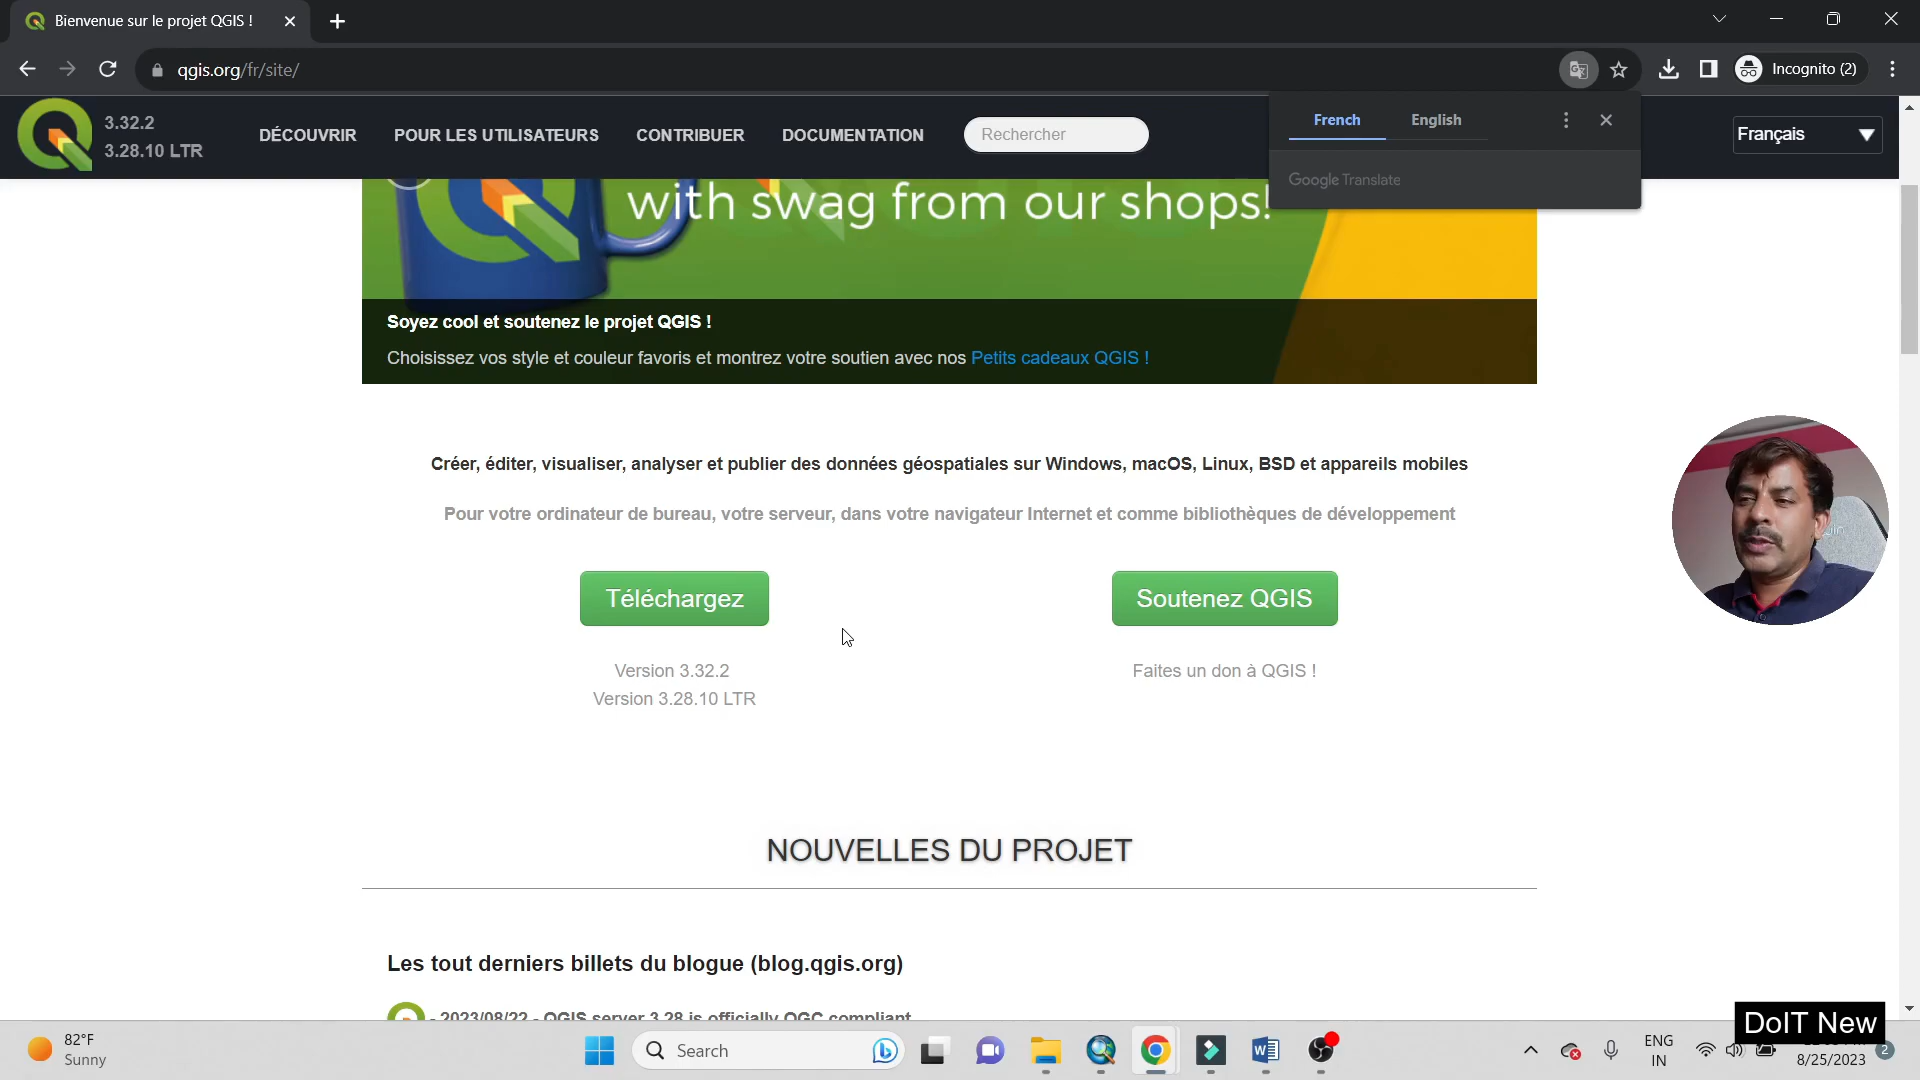 Bienvenue sur le projet QGIS !
qgis.org/fr/site/
Incognito (2)
3.32.2
3.28.10 LTR
DÉCOUVRIR
POUR LES UTILISATEURS
CONTRIBUER
DOCUMENTATION
Rechercher
French
English
Google Translate
Français
with swag from our shops!
Soyez cool et soutenez le projet QGIS !
Choisissez vos style et couleur favoris et montrez votre soutien avec nos Petits cadeaux QGIS !
Créer, éditer, visualiser, analyser et publier des données géospatiales sur Windows, macOS, Linux, BSD et appareils mobiles
Pour votre ordinateur de bureau, votre serveur, dans votre navigateur Internet et comme bibliothèques de développement
Téléchargez
Soutenez QGIS
Version 3.32.2
Version 3.28.10 LTR
Faites un don à QGIS !
NOUVELLES DU PROJET
Les tout derniers billets du blogue (blog.qgis.org)
- 2023/08/22 - QGIS server 3.28 is officially OGC compliant
DoIT New
82°F
Sunny
Search
ENG
IN
8/25/2023
2